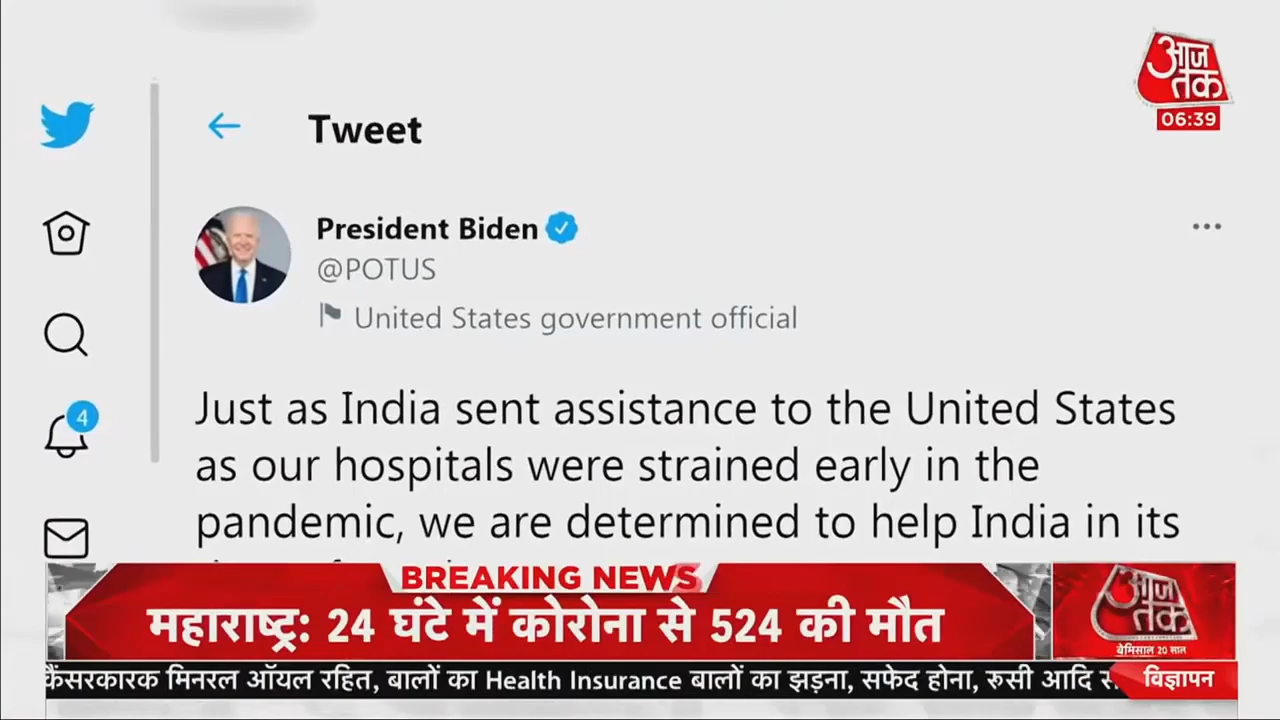 आज
तक
06:39
Tweet
President Biden
@POTUS
United States government official
Just as India sent assistance to the United States
as our hospitals were strained early in the
pandemic, we are determined to help India in its
4
BREAKING NEWS
महाराष्ट्र: 24 घंटे में कोरोना से 524 की मौत
आज
तक
बेमिसाल 20 साल
कैंसरकारक मिनरल ऑयल रहित, बालों का Health Insurance बालों का झड़ना, सफेद होना, रूसी आदि
विज्ञापन